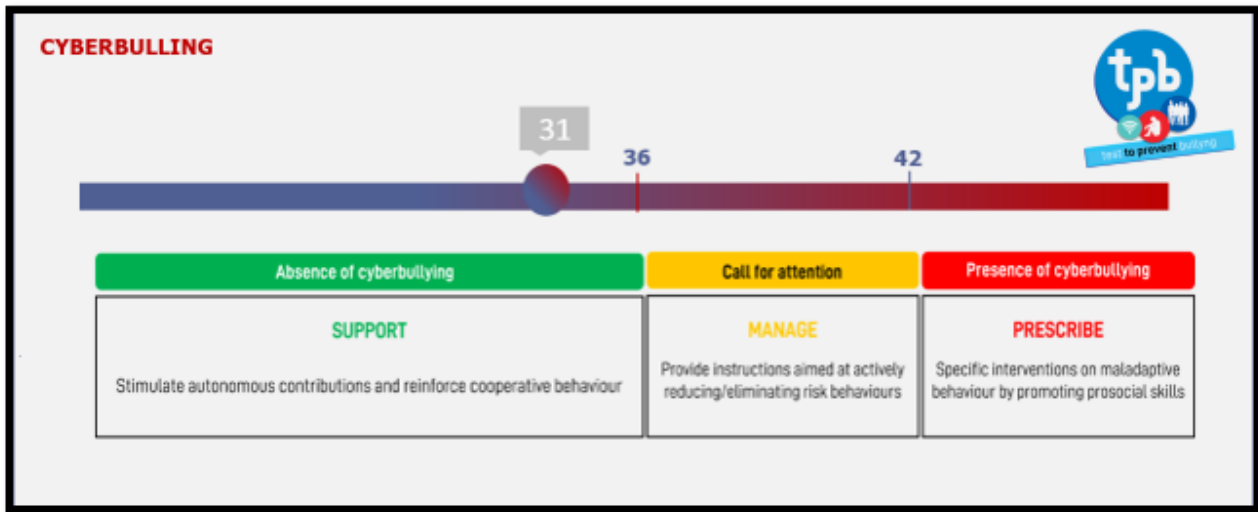 CYBERBULLING
tpb
test to prevent bullyng
31
36
42
Absence of cyberbullying
Call for attention
Presence of cyberbullying
SUPPORT
Stimulate autonomous contributions and reinforce cooperative behaviour
MANAGE
Provide instructions aimed at actively
reducing/eliminating risk behaviours
PRESCRIBE
Specific interventions on maladaptive
behaviour by promoting prosocial skills